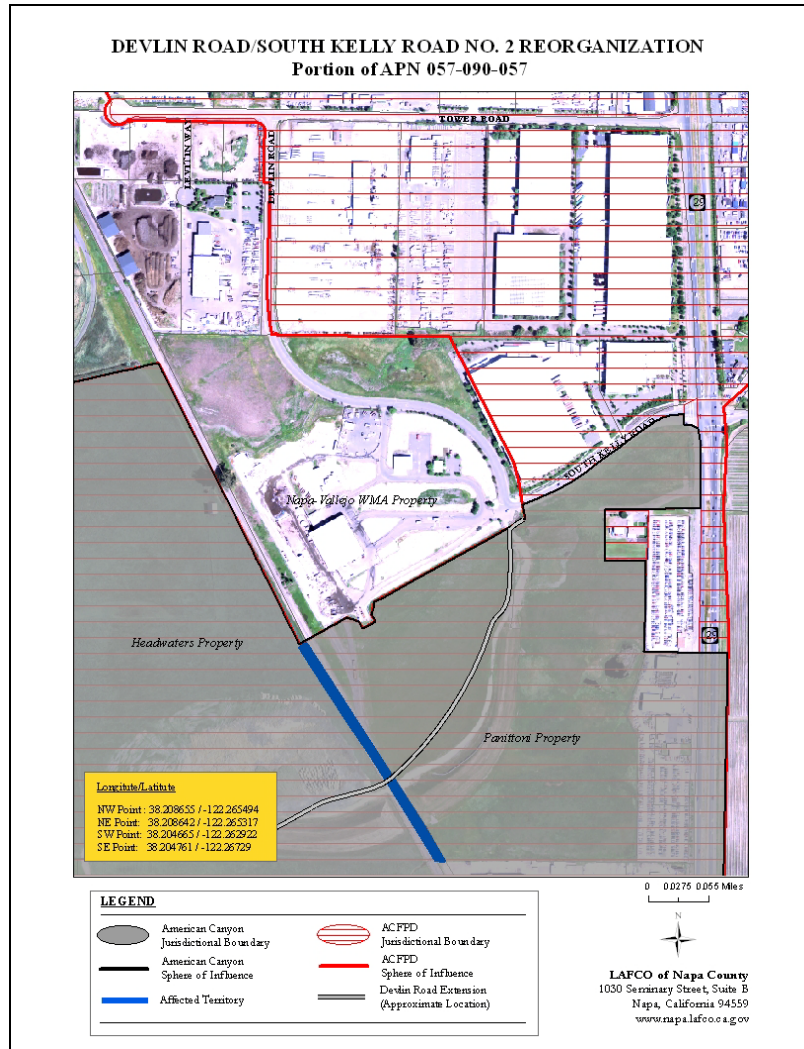 DEVLIN ROAD/SOUTH KELLY ROAD NO. 2 REORGANIZATION
Portion of APN 057-090-057
TOWER ROAD
LEVITIN WAY
DEVLIN ROAD
29
SOUTH KELLY ROAD
Napa-Vallejo WMA Property
29
Headwaters Property
Panittoni Property
Longitute/Latitute
NW Point: 38.208655 / -122.265494
NE Point: 38.208642 / -122.265317
SW Point: 38.204665 / -122.262922
SE Point: 38.204761 / -122.26729
0 0.0275 0.055 Miles
LEGEND
American Canyon
Jurisdictional Boundary
ACFPD
Jurisdictional Boundary
American Canyon
Sphere of Influence
ACFPD
Sphere of Influence
Affected Territory
Devlin Road Extension
(Approximate Location)
N
LAFCO of Napa County
1030 Seminary Street, Suite B
Napa, California 94559
www.napa.lafco.ca.gov